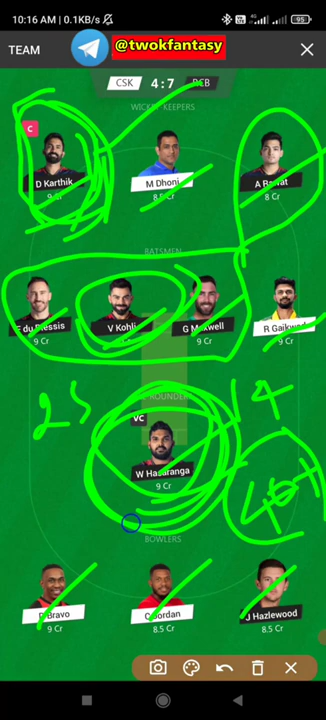 10:16 AM | 0.1KB/s
95
TEAM
@twokfantasy
CSK 4:7 RCB
WICKET KEEPERS
C
D Karthik
M Dhoni
A Rawat
9 Cr
8.5 Cr
8 Cr
BATSMEN
F du Plessis
V Kohli
G Maxwell
R Gaikwad
9 Cr
9 Cr
9 Cr
ALL ROUNDERS
VC
W Hasaranga
9 Cr
BOWLERS
D Bravo
C Jordan
J Hazlewood
9 Cr
8.5 Cr
8.5 Cr